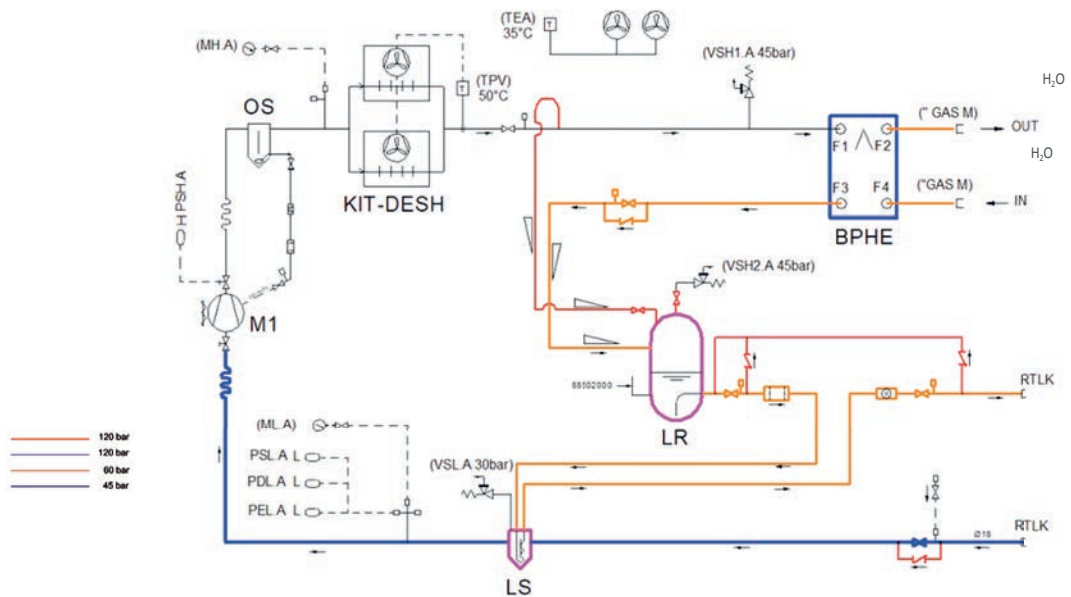 (TEA)
35°C
(MH.A)
(VSH1.A 45bar)
H₂O
OS
(TPV)
50°C
(" GAS M)
OUT
F1
F2
H₂O
KIT-DESH
("GAS M)
F3
F4
IN
BPHE
H PSH.A
(VSH2.A 45bar)
M1
88502000
RTLK
LR
120 bar
120 bar
60 bar
45 bar
(ML.A)
PSL.A L
PDL.A L
PEL.A L
(VSL.A 30bar)
Ø18
RTLK
LS